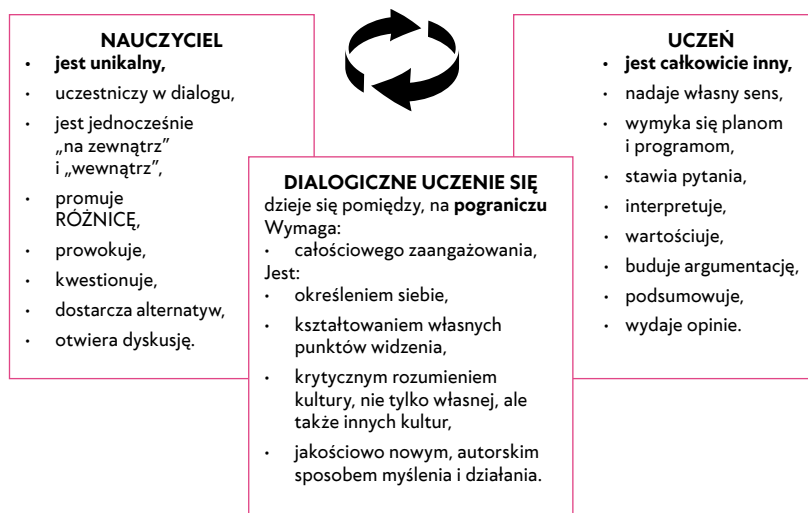 NAUCZYCIEL
• jest unikalny,
• uczestniczy w dialogu,
• jest jednocześnie
„na zewnątrz”
i „wewnątrz”,
• promuje
RÓŻNICĘ,
• prowokuje,
• kwestionuje,
• dostarcza alternatyw,
• otwiera dyskusję.
DIALOGICZNE UCZENIE SIĘ
dzieje się pomiędzy, na pograniczu
Wymaga:
• całościowego zaangażowania,
Jest:
• określeniem siebie,
• kształtowaniem własnych
punktów widzenia,
• krytycznym rozumieniem
kultury, nie tylko własnej, ale
także innych kultur,
• jakościowo nowym, autorskim
sposobem myślenia i działania.
UCZEŃ
• jest całkowicie inny,
• nadaje własny sens,
• wymyka się planom
i programom,
• stawia pytania,
• interpretuje,
• wartościuje,
• buduje argumentację,
• podsumowuje,
• wydaje opinie.